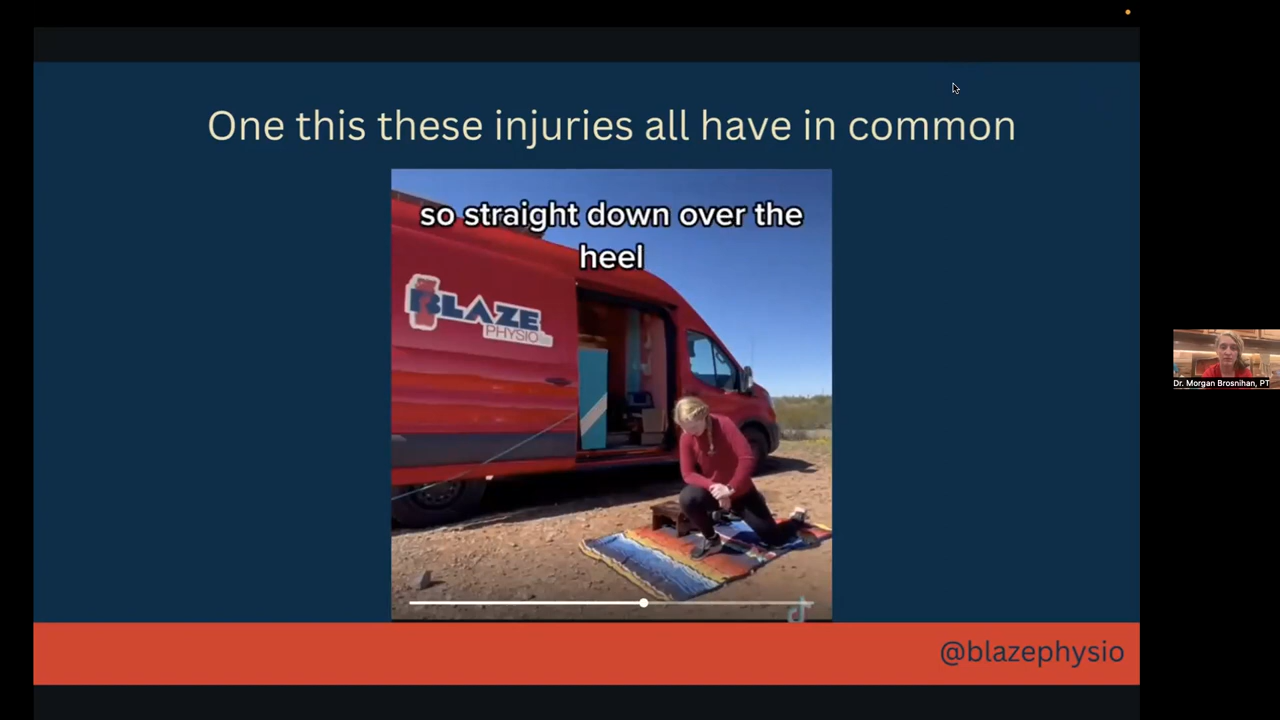 One this these injuries all have in common
so straight down over the
heel
BLAZE
PHYSIO
@blazephysio
Dr. Morgan Brosnihan, PT